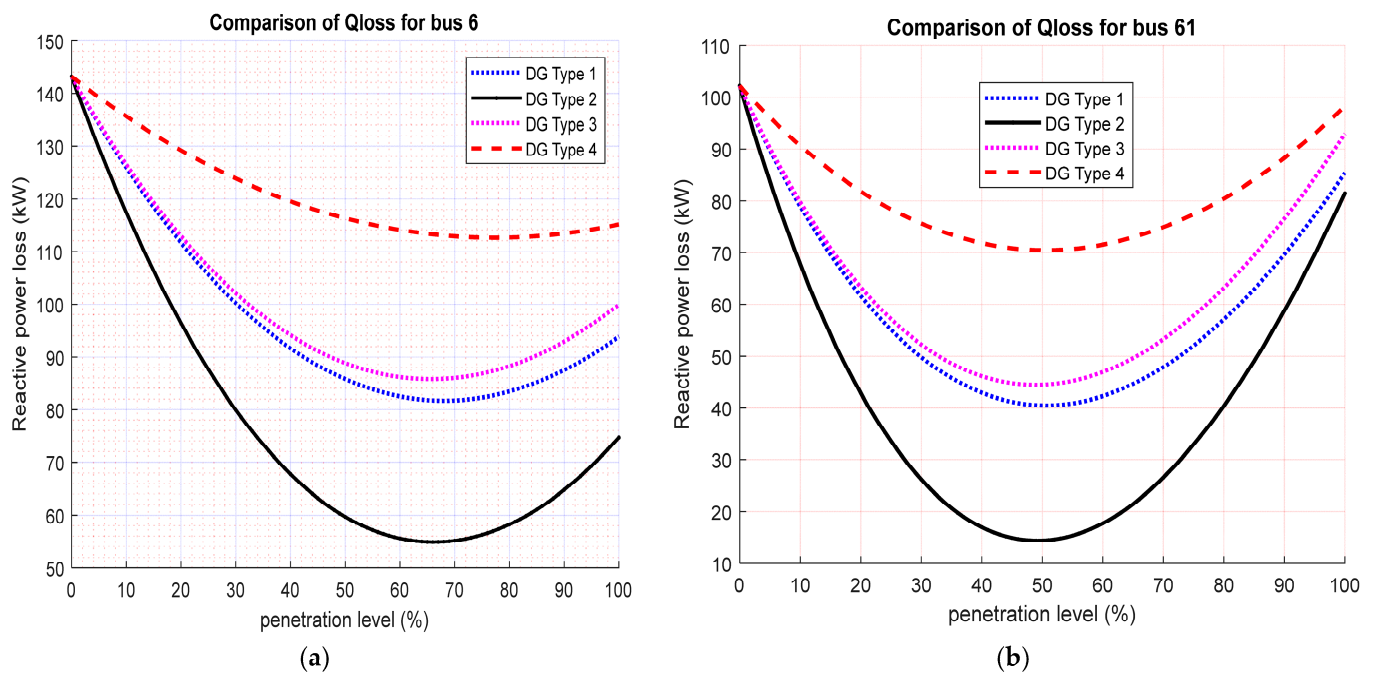 Comparison of Qloss for bus 6
150
140
130
120
110
100
90
80
70
60
50
Reactive power loss (kW)
DG Type 1
DG Type 2
DG Type 3
DG Type 4
0 10 20 30 40 50 60 70 80 90 100
penetration level (%)
(a)
Comparison of Qloss for bus 61
110
100
90
80
70
60
50
40
30
20
10
Reactive power loss (kW)
DG Type 1
DG Type 2
DG Type 3
DG Type 4
0 10 20 30 40 50 60 70 80 90 100
penetration level (%)
(b)